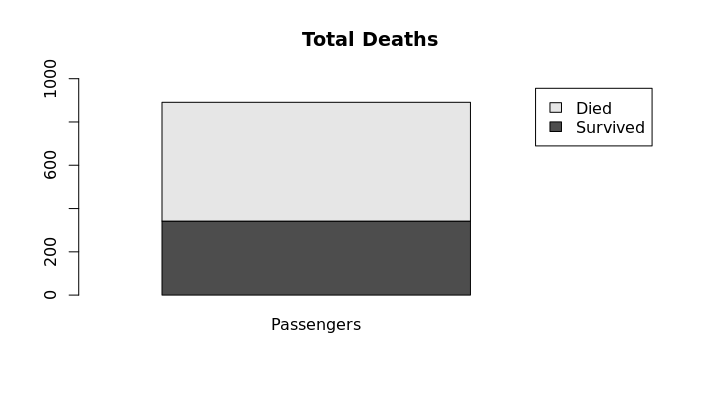 Total Deaths
1000
600
200
0
Died
Survived
Passengers